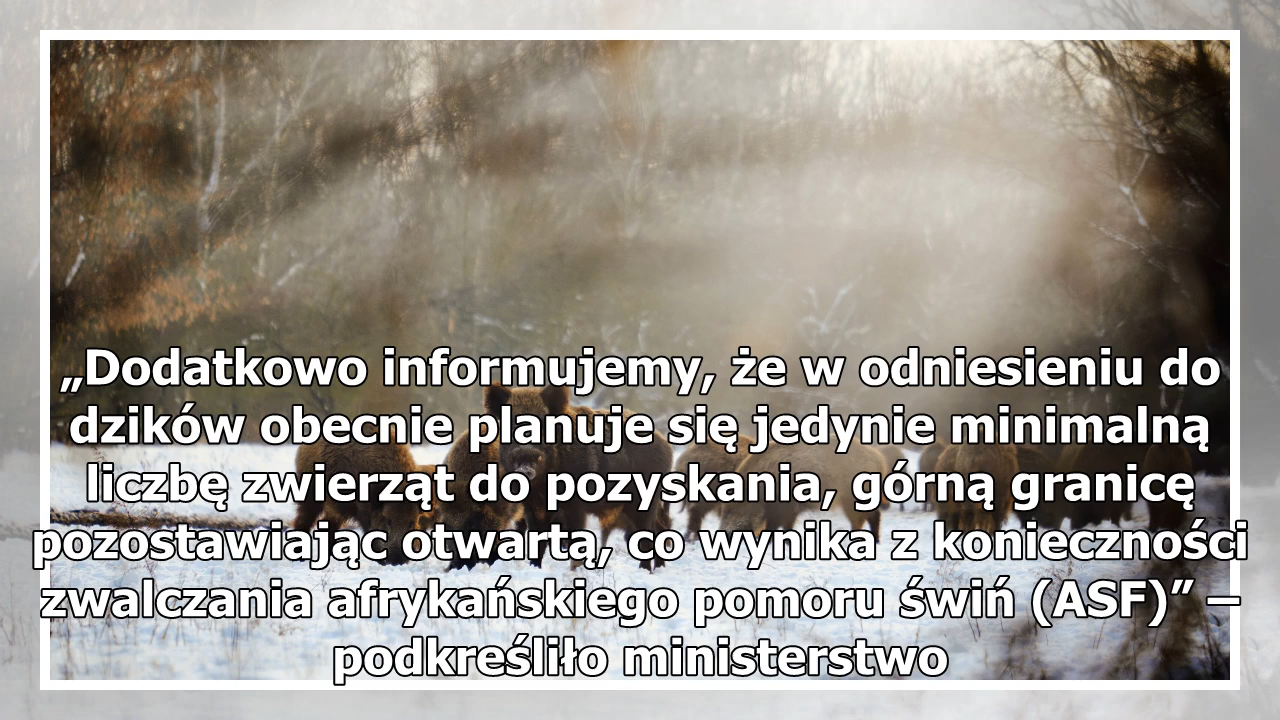 „Dodatkowo informujemy, że w odniesieniu do
dzików obecnie planuje się jedynie minimalną
liczbę zwierząt do pozyskania, górną granicę
pozostawiając otwartą, co wynika z konieczności
zwalczania afrykańskiego pomoru świń (ASF)” –
podkreśliło ministerstwo